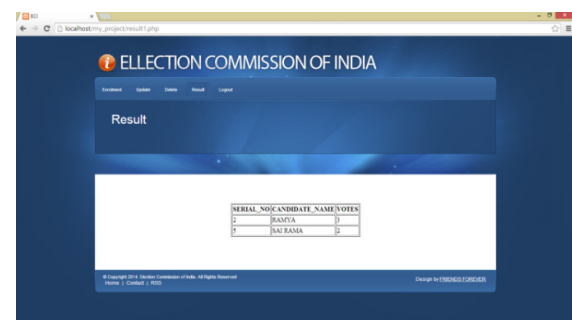 ECI
localhost/my_project/result1.php
ELLECTION COMMISSION OF INDIA
Enrolment Update Delete Result Logout
Result
SERIAL_NO CANDIDATE_NAME VOTES
2 RAMYA 3
5 SAI RAMA 2
© Copyright 2014 Election Commission of India. All Rights Reserved
Home | Contact | RSS
Design by FRIENDS FOREVER